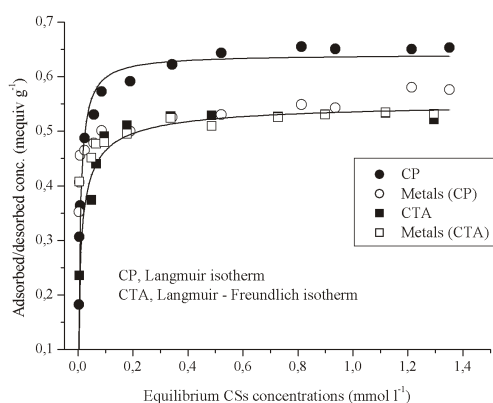 0,7
0,6
0,5
0,4
0,3
0,2
0,1
Adsorbed/desorbed conc. (mcquiv g-1)
CP
Metals (CP)
CTA
Metals (CTA)
CP, Langmuir isotherm
CTA, Langmuir - Freundlich isotherm
0,0 0,2 0,4 0,6 0,8 1,0 1,2 1,4
Equilibrium CSs concentrations (mmol l-1)